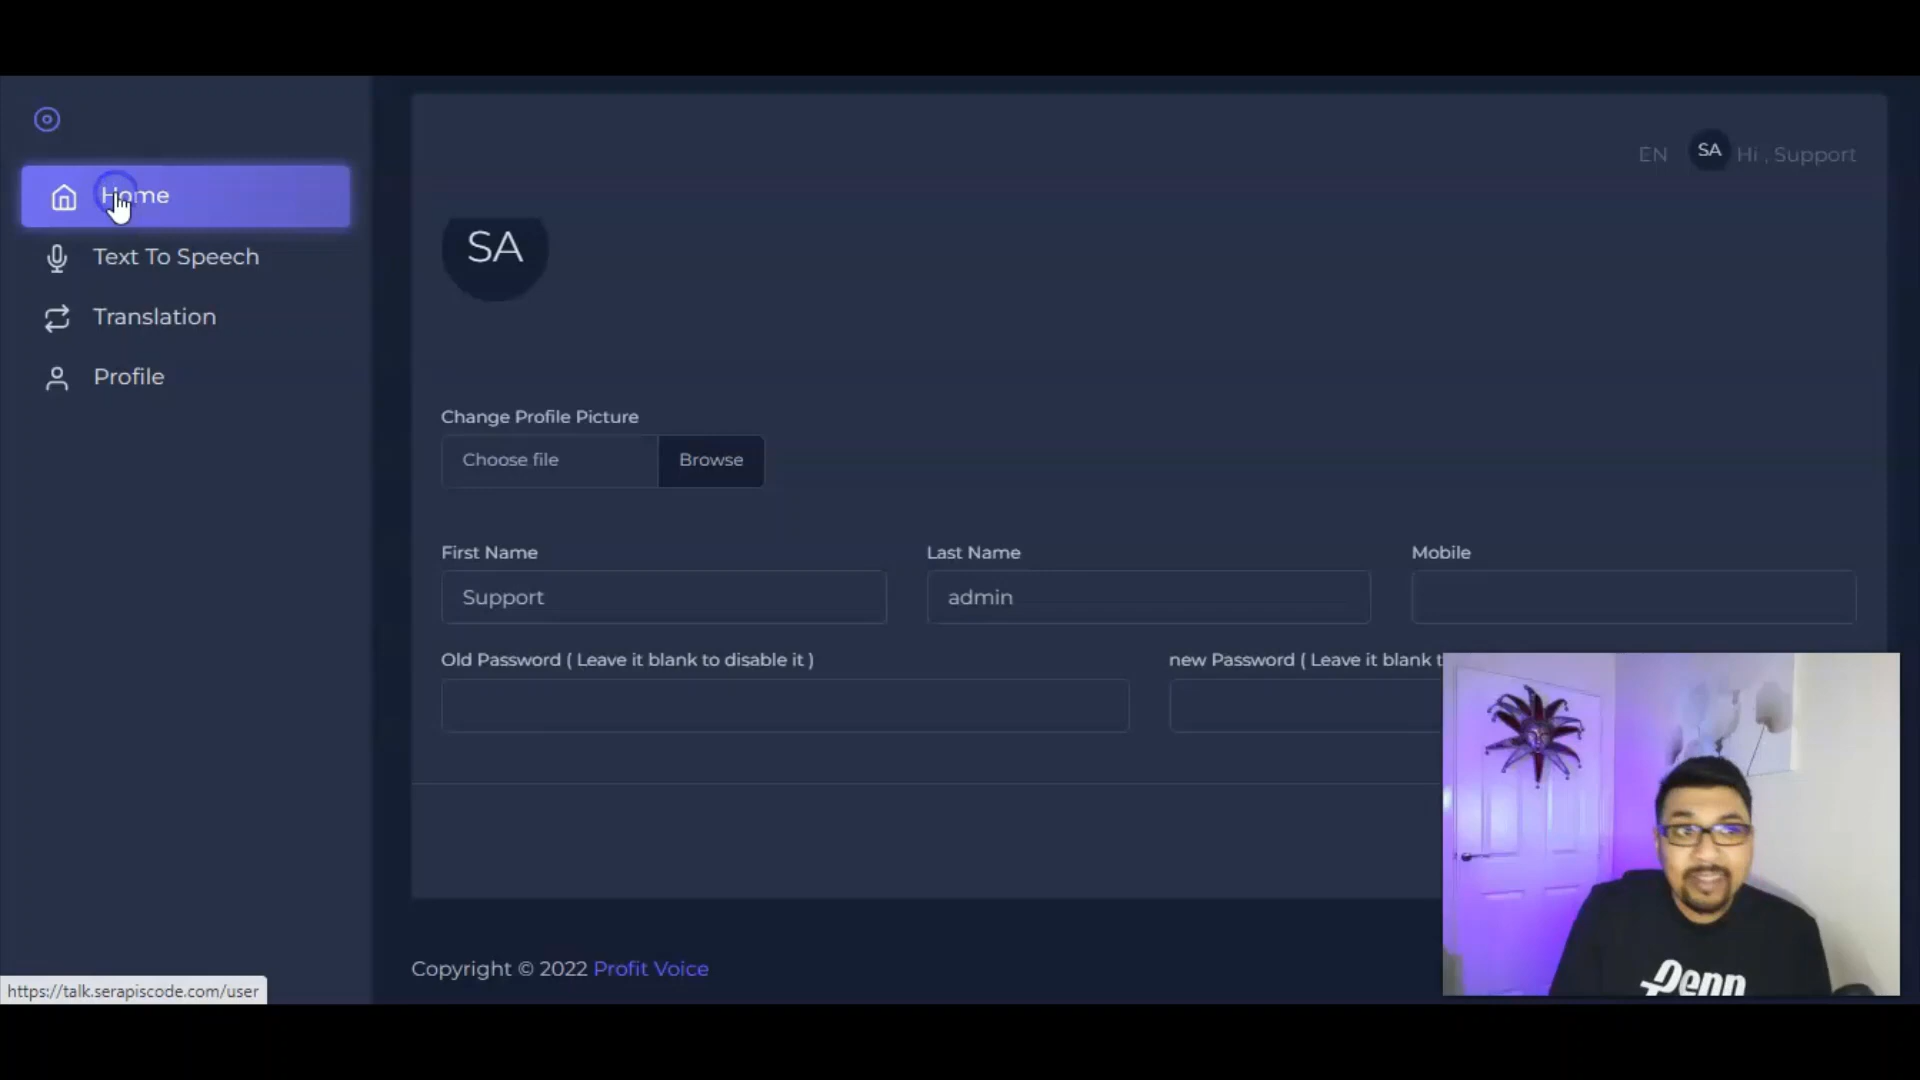 EN SA Hi , Support
Home
Text To Speech
Translation
Profile
SA
Change Profile Picture
Choose file Browse
First Name Last Name Mobile
Support admin
Old Password ( Leave it blank to disable it ) new Password ( Leave it blank t
Penn
Copyright © 2022 Profit Voice
https://talk.serapiscode.com/user